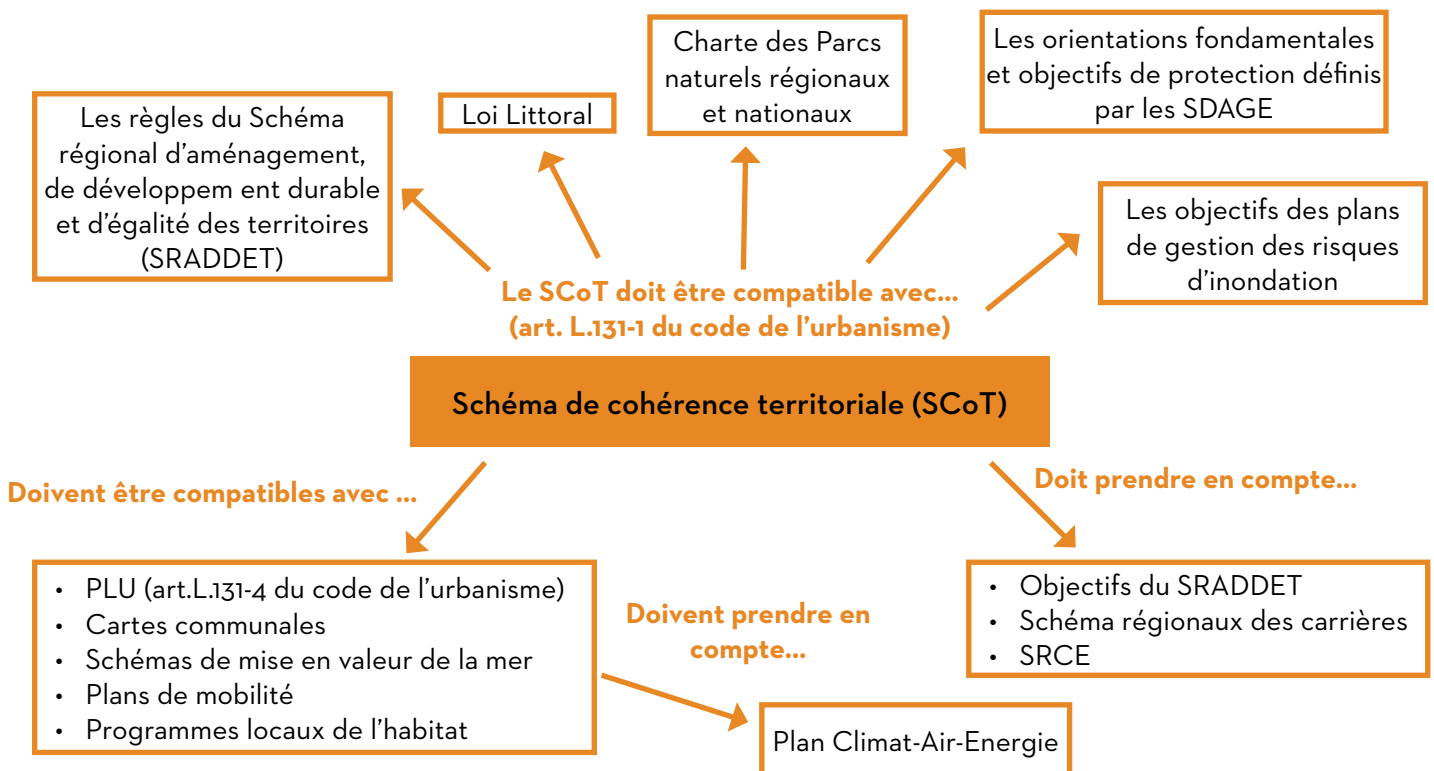 Les règles du Schéma
régional d'aménagement,
de développem ent durable
et d'égalité des territoires
(SRADDET)
Loi Littoral
Charte des Parcs
naturels régionaux
et nationaux
Les orientations fondamentales
et objectifs de protection définis
par les SDAGE
Les objectifs des plans
de gestion des risques
d'inondation
Le SCoT doit être compatible avec...
(art. L.131-1 du code de l'urbanisme)
Schéma de cohérence territoriale (SCoT)
Doivent être compatibles avec ...
Doit prendre en compte...
• PLU (art.L.131-4 du code de l'urbanisme)
• Cartes communales
• Schémas de mise en valeur de la mer
• Plans de mobilité
• Programmes locaux de l'habitat
Doivent prendre en
compte...
Plan Climat-Air-Energie
• Objectifs du SRADDET
• Schéma régionaux des carrières
• SRCE